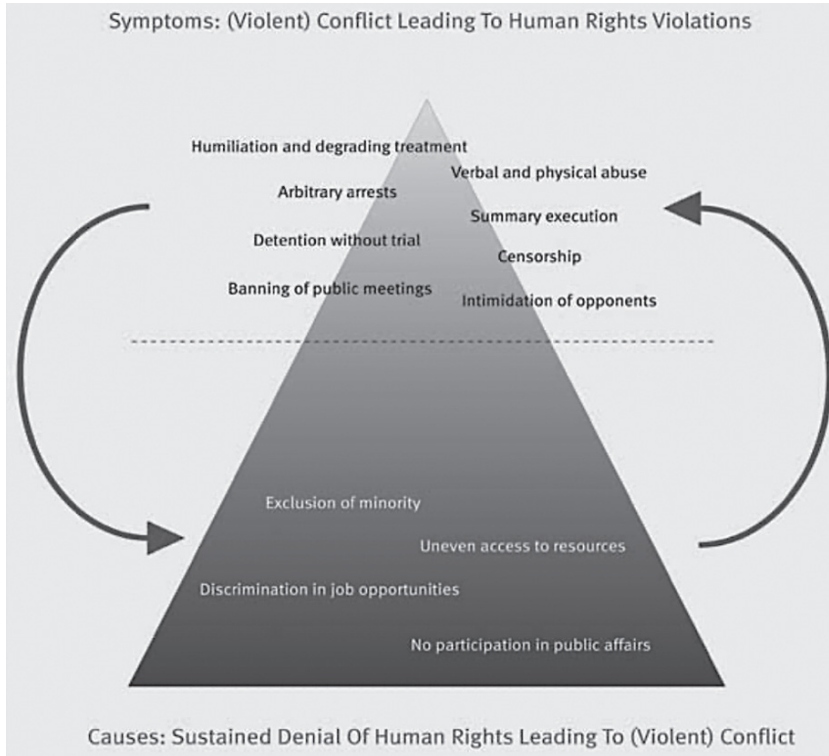 Symptoms: (Violent) Conflict Leading To Human Rights Violations
Humiliation and degrading treatment
Verbal and physical abuse
Arbitrary arrests
Summary execution
Detention without trial
Censorship
Banning of public meetings
Intimidation of opponents
Exclusion of minority
Uneven access to resources
Discrimination in job opportunities
No participation in public affairs
Causes: Sustained Denial Of Human Rights Leading To (Violent) Conflict